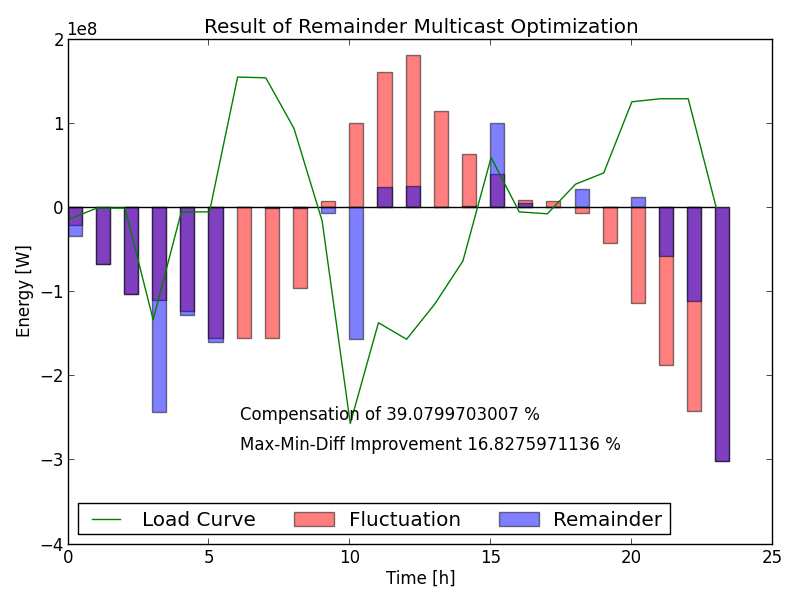 Result of Remainder Multicast Optimization
1e8
2
1
0
−1
−2
−3
−4
Energy [W]
Compensation of 39.0799703007 %
Max-Min-Diff Improvement 16.8275971136 %
Load Curve Fluctuation Remainder
0 5 10 15 20 25
Time [h]